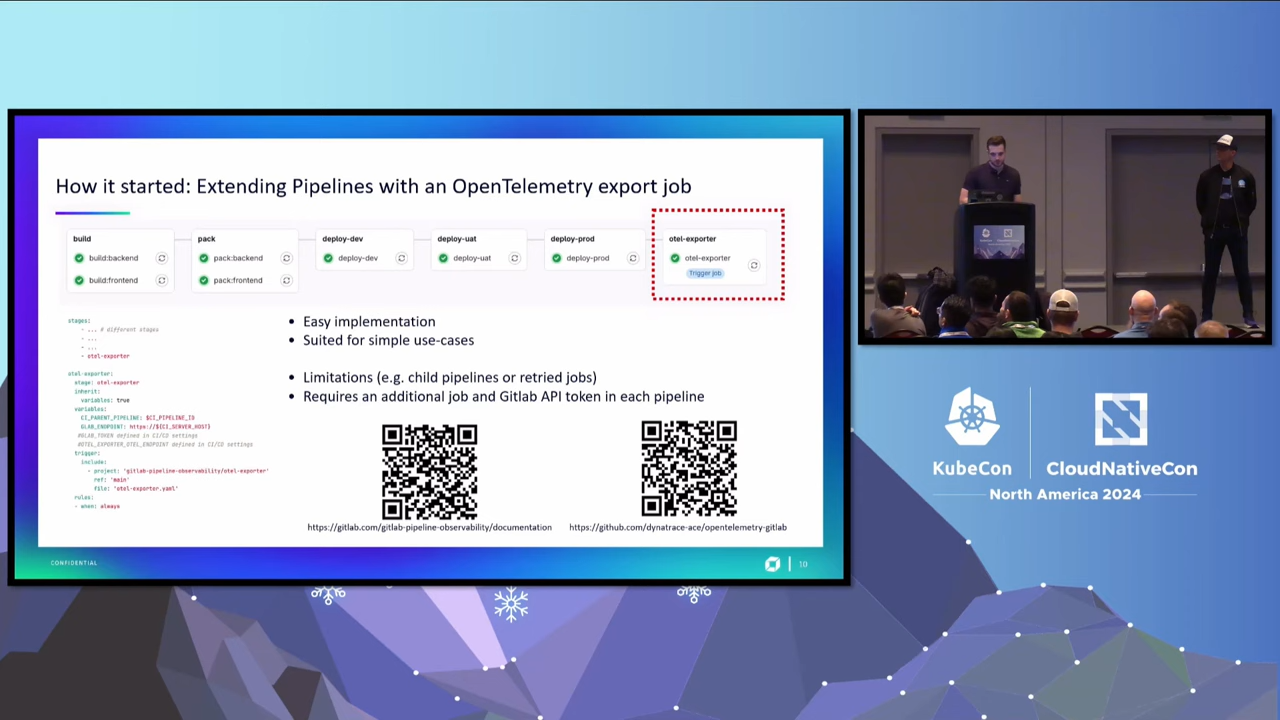 How it started: Extending Pipelines with an OpenTelemetry export job
build
build:backend
build:frontend
pack
pack:backend
pack:frontend
deploy-dev
deploy-dev
deploy-uat
deploy-uat
deploy-prod
deploy-prod
otel-exporter
otel-exporter
Trigger job
stages:
- ... # different stages
- ...
- ...
- otel-exporter
otel-exporter:
stage: otel-exporter
inherit:
variables: true
variables:
CI_PARENT_PIPELINE: $CI_PIPELINE_ID
GLAB_ENDPOINT: https://${CI_SERVER_HOST}
#GLAB_TOKEN defined in CI/CD settings
#OTEL_EXPORTER_OTEL_ENDPOINT defined in CI/CD settings
trigger:
include:
- project: 'gitlab-pipeline-observability/otel-exporter'
ref: 'main'
file: 'otel-exporter.yaml'
rules:
- when: always
• Easy implementation
• Suited for simple use-cases
• Limitations (e.g. child pipelines or retried jobs)
• Requires an additional job and Gitlab API token in each pipeline
https://gitlab.com/gitlab-pipeline-observability/documentation
https://github.com/dynatrace-ace/opentelemetry-gitlab
CONFIDENTIAL
10
KubeCon
CloudNativeCon
North America 2024